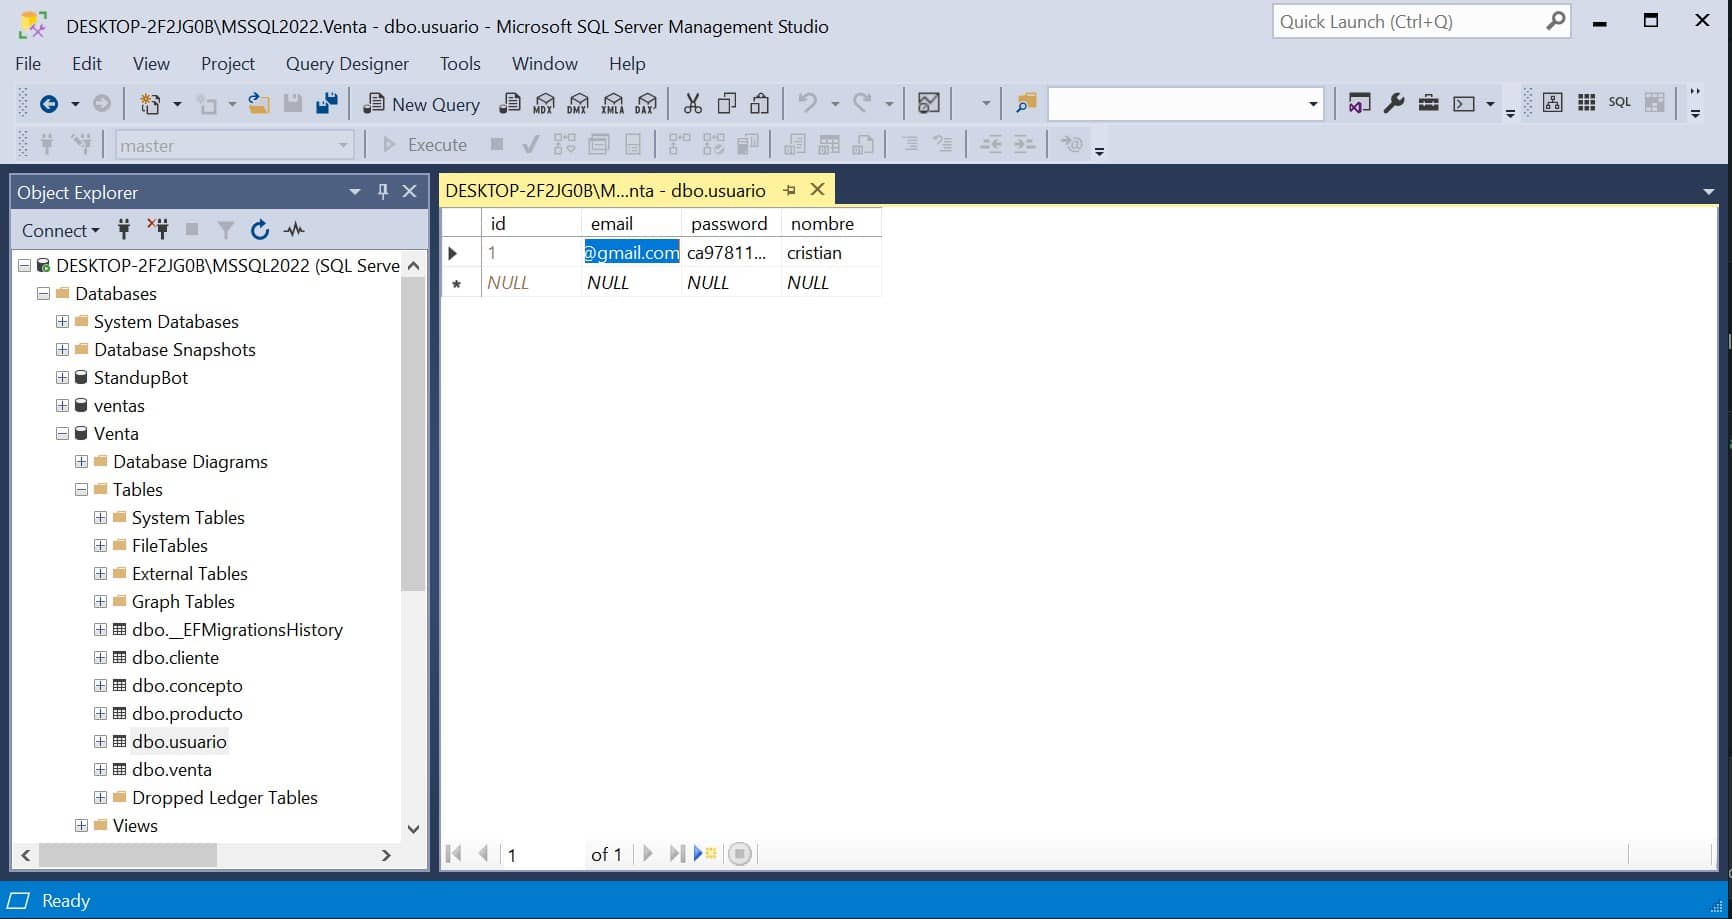 DESKTOP-2F2JG0B\MSSQL2022.Venta - dbo.usuario - Microsoft SQL Server Management Studio
Quick Launch (Ctrl+Q)
File Edit View Project Query Designer Tools Window Help
New Query MDX DMX XMLA DAX SQL
master Execute
Object Explorer
Connect
DESKTOP-2F2JG0B\MSSQL2022 (SQL Serve
Databases
System Databases
Database Snapshots
StandupBot
ventas
Venta
Database Diagrams
Tables
System Tables
FileTables
External Tables
Graph Tables
dbo.__EFMigrationsHistory
dbo.cliente
dbo.concepto
dbo.producto
dbo.usuario
dbo.venta
Dropped Ledger Tables
Views
DESKTOP-2F2JG0B\M...nta - dbo.usuario
id email password nombre
1 @gmail.com ca97811... cristian
NULL NULL NULL NULL
1 of 1
Ready